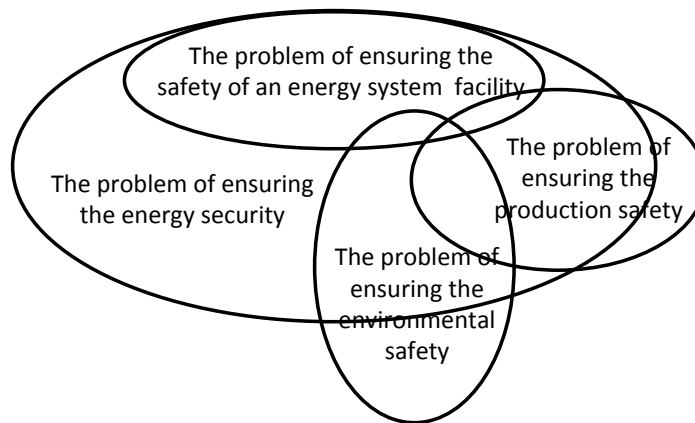 The problem of ensuring the
safety of an energy system facility
The problem of
ensuring the
production safety
The problem of ensuring
the energy security
The problem of
ensuring the
environmental
safety